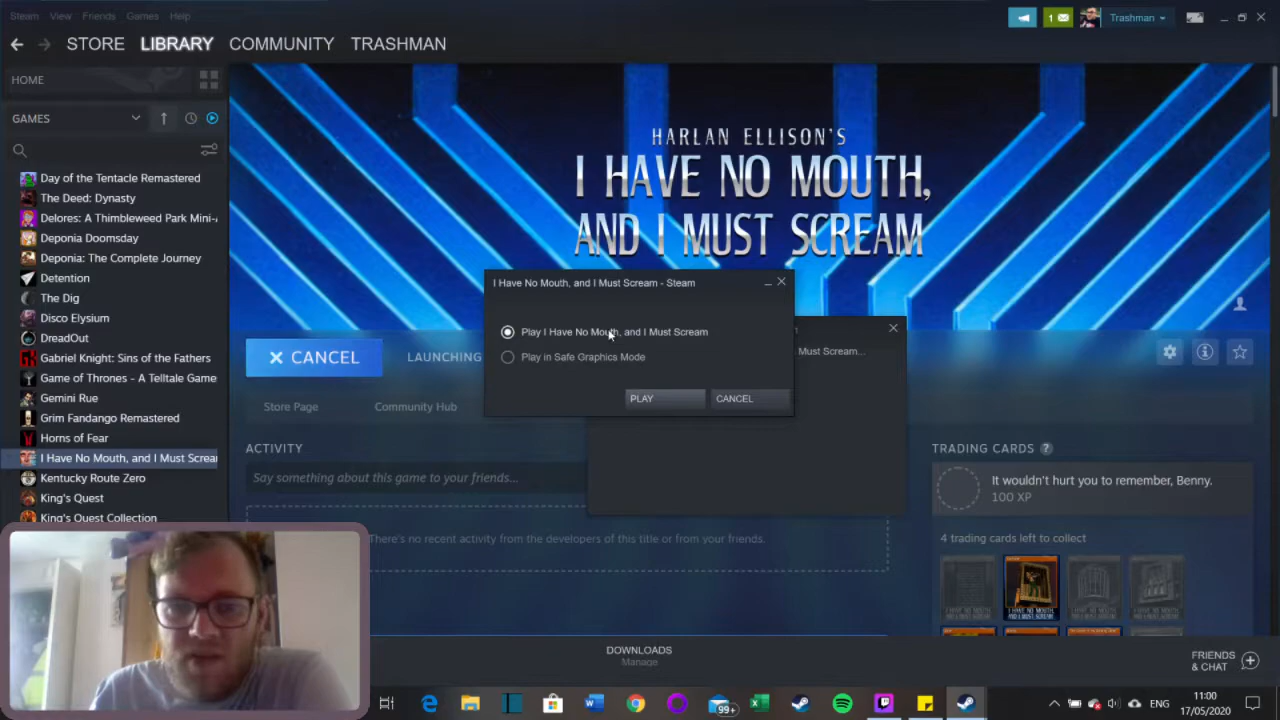 Steam View Friends Games Help
1
Trashman
STORE LIBRARY COMMUNITY TRASHMAN
HOME
GAMES
Day of the Tentacle Remastered
The Deed: Dynasty
Delores: A Thimbleweed Park Mini-
Deponia Doomsday
Deponia: The Complete Journey
Detention
The Dig
Disco Elysium
DreadOut
Gabriel Knight: Sins of the Fathers
Game of Thrones - A Telltale Game
Gemini Rue
Grim Fandango Remastered
Horns of Fear
I Have No Mouth, and I Must Screar
Kentucky Route Zero
King's Quest
King's Quest Collection
HARLAN ELLISON'S
I HAVE NO MOUTH,
AND I MUST SCREAM
I Have No Mouth, and I Must Scream - Steam
Play I Have No Mouth, and I Must Scream
Play in Safe Graphics Mode
PLAY CANCEL
Must Scream...
CANCEL
LAUNCHING
Store Page Community Hub
ACTIVITY
Say something about this game to your friends...
There's no recent activity from the developers of this title or from your friends.
TRADING CARDS ?
It wouldn't hurt you to remember, Benny.
100 XP
4 trading cards left to collect
I HAVE NO MOUTH,
AND I MUST SCREAM
DOWNLOADS
Manage
FRIENDS
& CHAT
99+
ENG
11:00
17/05/2020